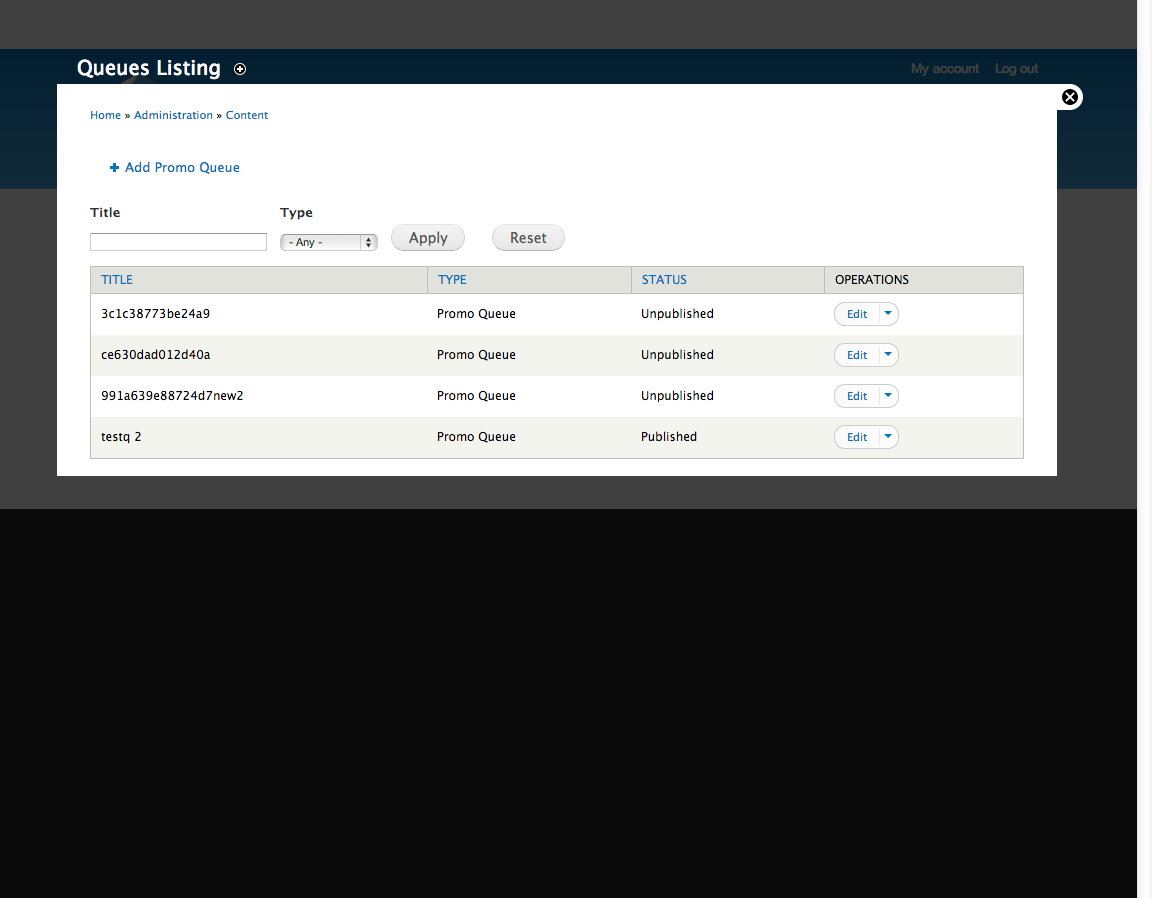 Queues Listing
My account Log out
Home » Administration » Content
Add Promo Queue
Title Type
- Any - Apply Reset
TITLE TYPE STATUS OPERATIONS
3c1c38773be24a9 Promo Queue Unpublished Edit
ce630dad012d40a Promo Queue Unpublished Edit
991a639e88724d7new2 Promo Queue Unpublished Edit
testq 2 Promo Queue Published Edit